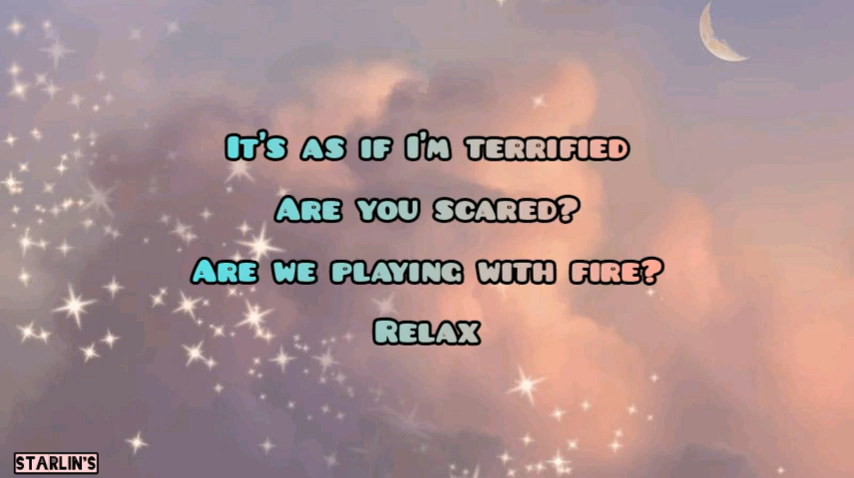 It's as if I'm terrified
Are you scared?
Are we playing with fire?
Relax
STARLIN'S